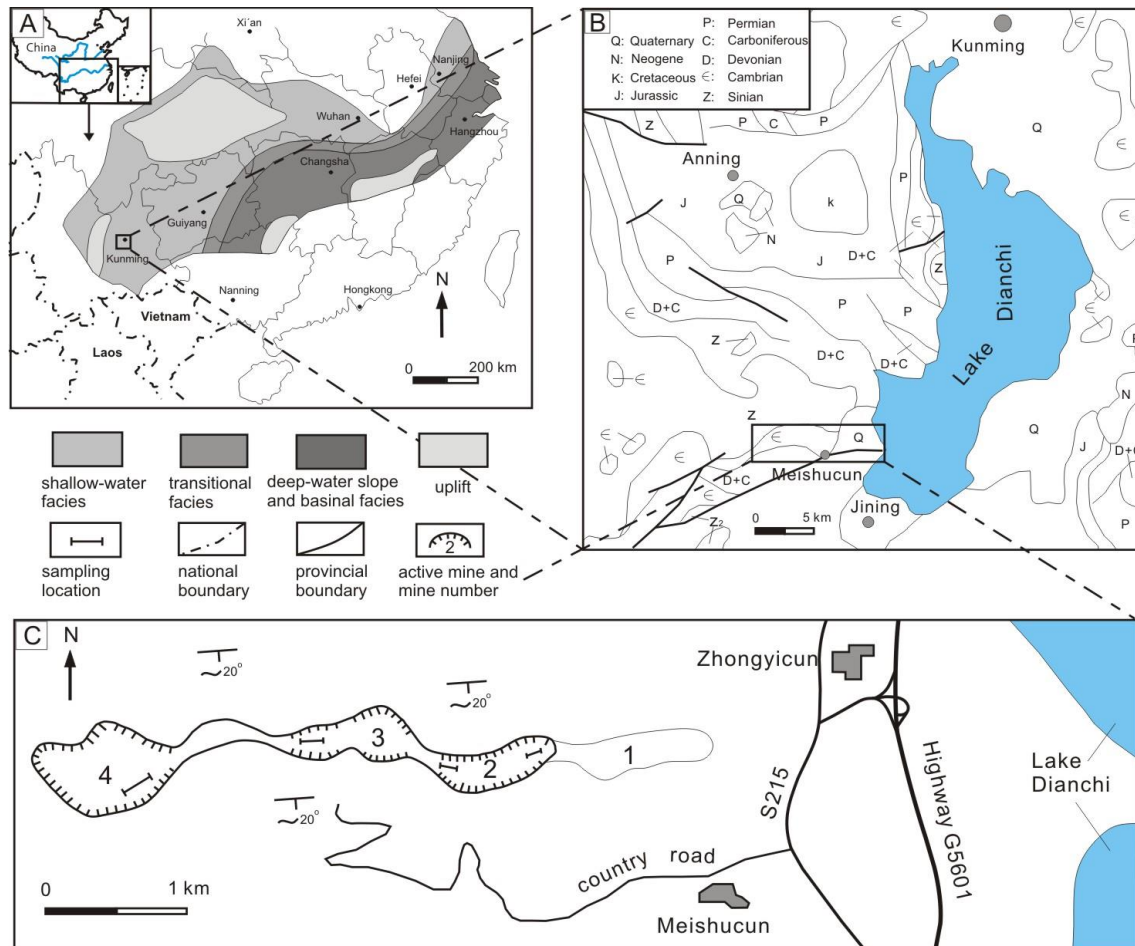 A
China
Xi´an
Nanjing
Hefei
Wuhan
Hangzhou
Changsha
Guiyang
Kunming
Nanning
Hongkong
Vietnam
Laos
N
0 200 km
shallow-water
facies
transitional
facies
deep-water slope
and basinal facies
uplift
sampling
location
national
boundary
provincial
boundary
2
active mine and
mine number
B
P: Permian
Q: Quaternary C: Carboniferous
N: Neogene D: Devonian
K: Cretaceous ∈: Cambrian
J: Jurassic Z: Sinian
Kunming
Z
P
C
P
Q
∈
Anning
P
Q
J
k
N
∈
∈
D+C
Z
J
P
D+C
P
P
Z
D+C
D+C
∈
∈
Lake Dianchi
N
Q
J
D+C
P
Z
∈
Q
Meishucun
D+C
Z₂
Jining
0 5 km
C
N
20°
20°
20°
4
3
2
1
Zhongyicun
S215
Highway G5601
Lake
Dianchi
country road
Meishucun
0 1 km